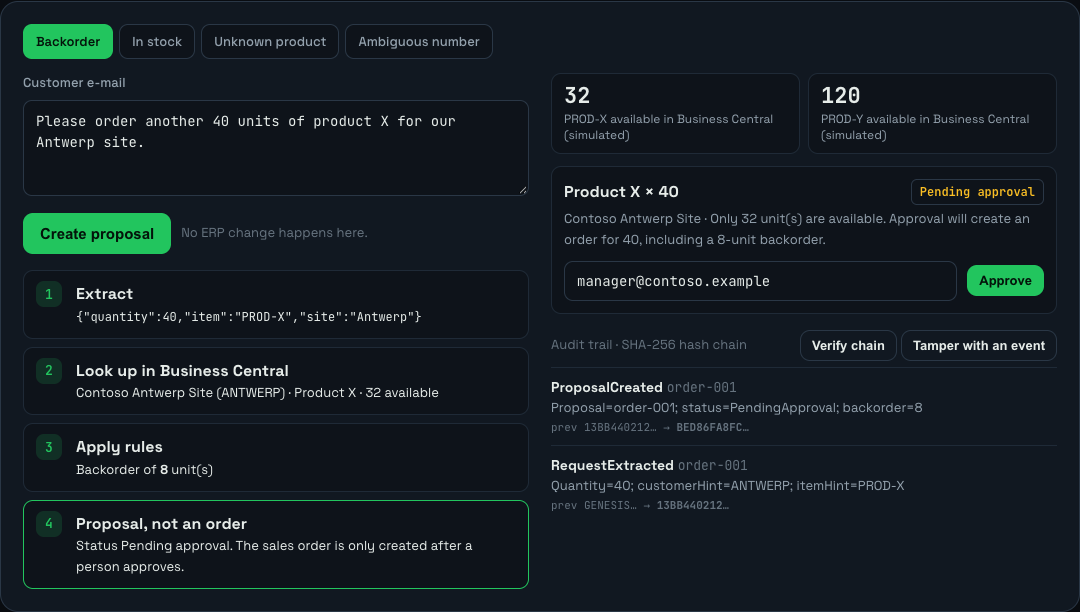 Backorder
In stock
Unknown product
Ambiguous number
Customer e-mail
Please order another 40 units of product X for our
Antwerp site.
Create proposal
No ERP change happens here.
1
Extract
{"quantity":40,"item":"PROD-X","site":"Antwerp"}
2
Look up in Business Central
Contoso Antwerp Site (ANTWERP) · Product X · 32 available
3
Apply rules
Backorder of 8 unit(s)
4
Proposal, not an order
Status Pending approval. The sales order is only created after a
person approves.
32
PROD-X available in Business Central
(simulated)
120
PROD-Y available in Business Central
(simulated)
Product X × 40
Pending approval
Contoso Antwerp Site · Only 32 unit(s) are available. Approval will create an
order for 40, including a 8-unit backorder.
manager@contoso.example
Approve
Audit trail · SHA-256 hash chain
Verify chain
Tamper with an event
ProposalCreated order-001
Proposal=order-001; status=PendingApproval; backorder=8
prev 13BB440212… → BED86FA8FC…
RequestExtracted order-001
Quantity=40; customerHint=ANTWERP; itemHint=PROD-X
prev GENESIS… → 13BB440212…